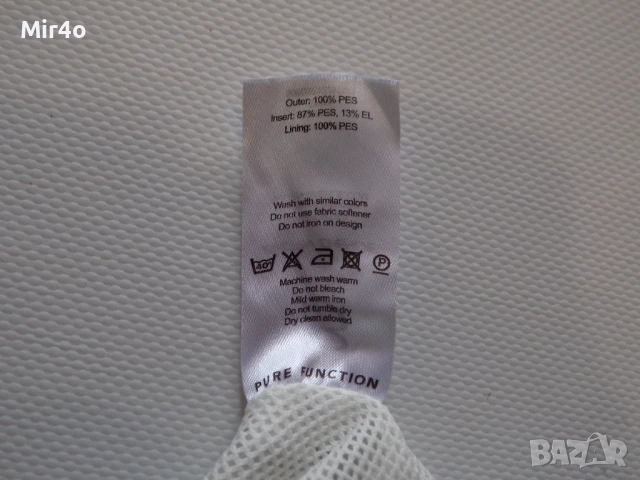 Mir4o
Outer: 100% PES
Insert: 87% PES, 13% EL
Lining: 100% PES
Wash with similar colors
Do not use fabric softener
Do not iron on design
40° P
Machine wash warm
Do not bleach
Mild warm iron
Do not tumble dry
Dry clean allowed
PURE FUNCTION
BAZAR